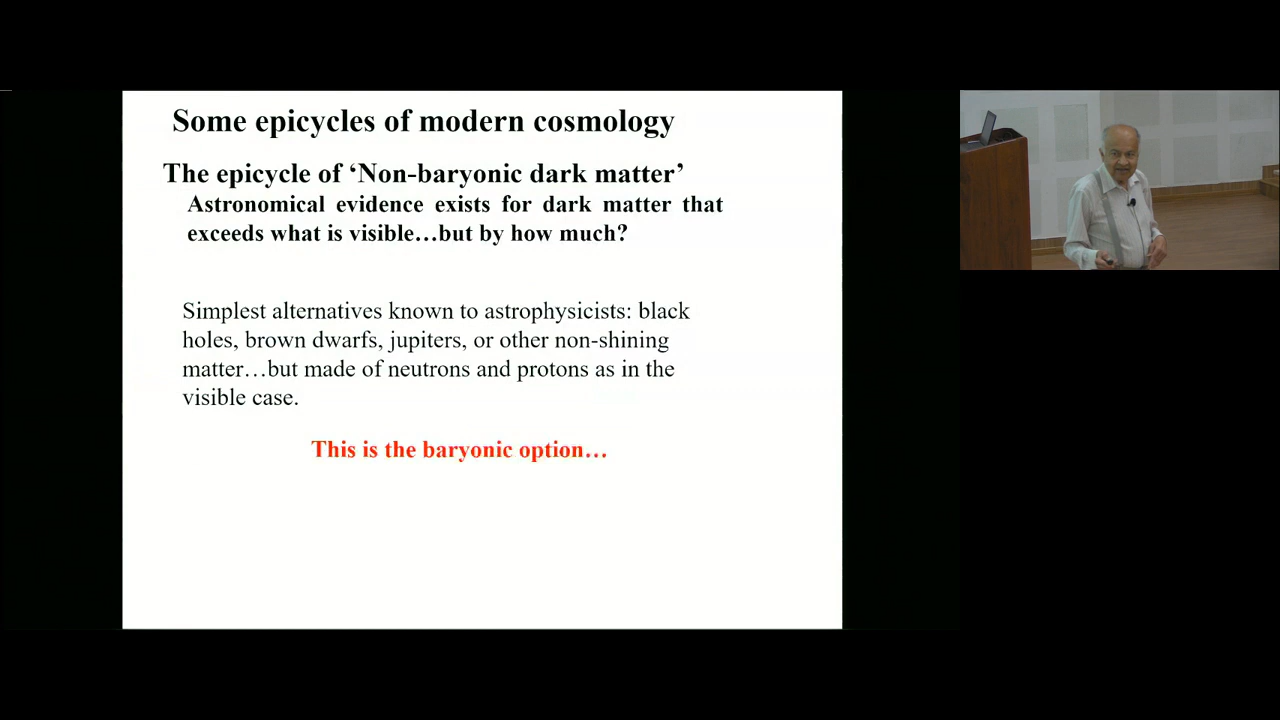 Some epicycles of modern cosmology
The epicycle of ‘Non-baryonic dark matter’
Astronomical evidence exists for dark matter that
exceeds what is visible…but by how much?
Simplest alternatives known to astrophysicists: black
holes, brown dwarfs, jupiters, or other non-shining
matter…but made of neutrons and protons as in the
visible case.
This is the baryonic option…